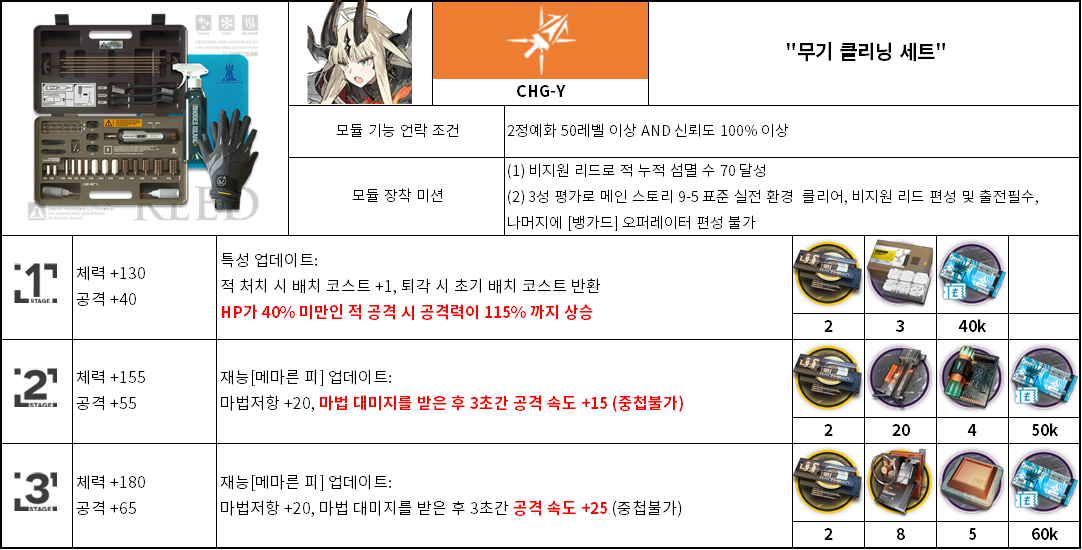 "무기 클리닝 세트"
CHG-Y
RHODES ISLAND
REED
모듈 기능 언락 조건
2정예화 50레벨 이상 AND 신뢰도 100% 이상
모듈 장착 미션
(1) 비지원 리드로 적 누적 섬멸 수 70 달성
(2) 3성 평가로 메인 스토리 9-5 표준 실전 환경 클리어, 비지원 리드 편성 및 출전필수,
나머지에 [뱅가드] 오퍼레이터 편성 불가
1
STAGE
체력 +130
공격 +40
특성 업데이트:
적 처치 시 배치 코스트 +1, 퇴각 시 초기 배치 코스트 반환
HP가 40% 미만인 적 공격 시 공격력이 115% 까지 상승
2
3
40k
2
STAGE
체력 +155
공격 +55
재능[메마른 피] 업데이트:
마법저항 +20, 마법 대미지를 받은 후 3초간 공격 속도 +15 (중첩불가)
2
20
4
50k
3
STAGE
체력 +180
공격 +65
재능[메마른 피] 업데이트:
마법저항 +20, 마법 대미지를 받은 후 3초간 공격 속도 +25 (중첩불가)
2
8
5
60k